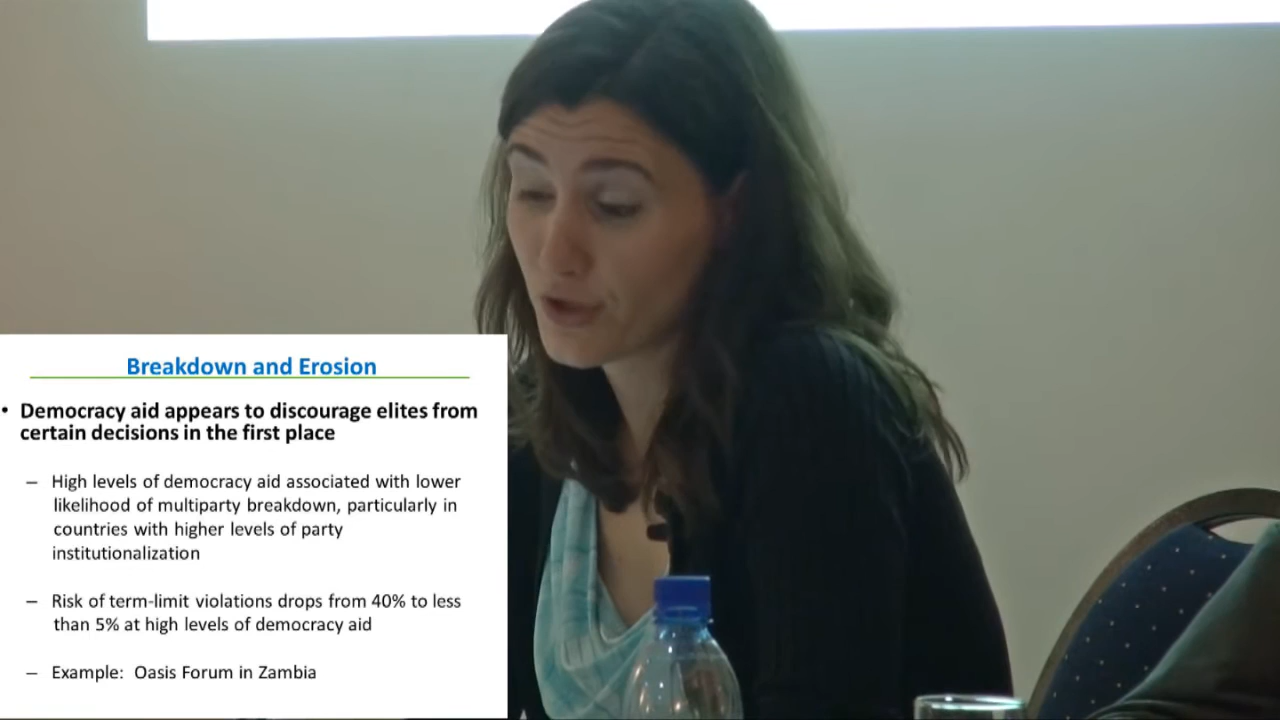 Breakdown and Erosion
• Democracy aid appears to discourage elites from
certain decisions in the first place
– High levels of democracy aid associated with lower
likelihood of multiparty breakdown, particularly in
countries with higher levels of party
institutionalization
– Risk of term-limit violations drops from 40% to less
than 5% at high levels of democracy aid
– Example: Oasis Forum in Zambia